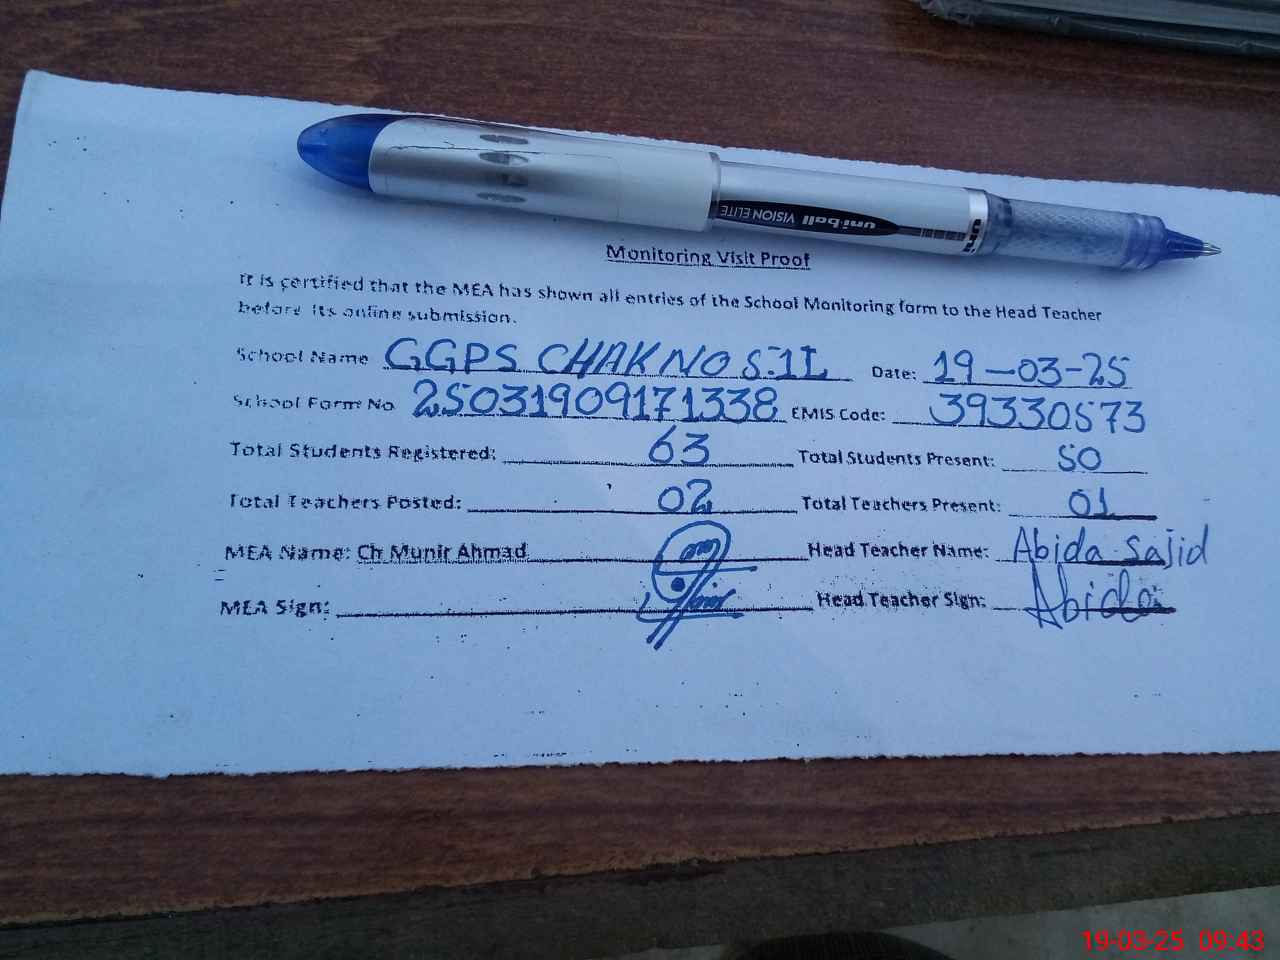 uni
uni-ball VISION ELITE
Monitoring Visit Proof
It is certified that the MEA has shown all entries of the School Monitoring form to the Head Teacher
before its online submission.
School Name GGPS CHAK NO 5.1L Date: 19-03-25
School Form No 25031909171338 EMIS Code: 39330573
Total Students Registered: 63 Total Students Present: 50
Total Teachers Posted: 02 Total Teachers Present: 01
MEA Name: Ch Munir Ahmad Head Teacher Name: Abida Sajid
MEA Sign: Head Teacher Sign: Abida
19-03-25 09:43